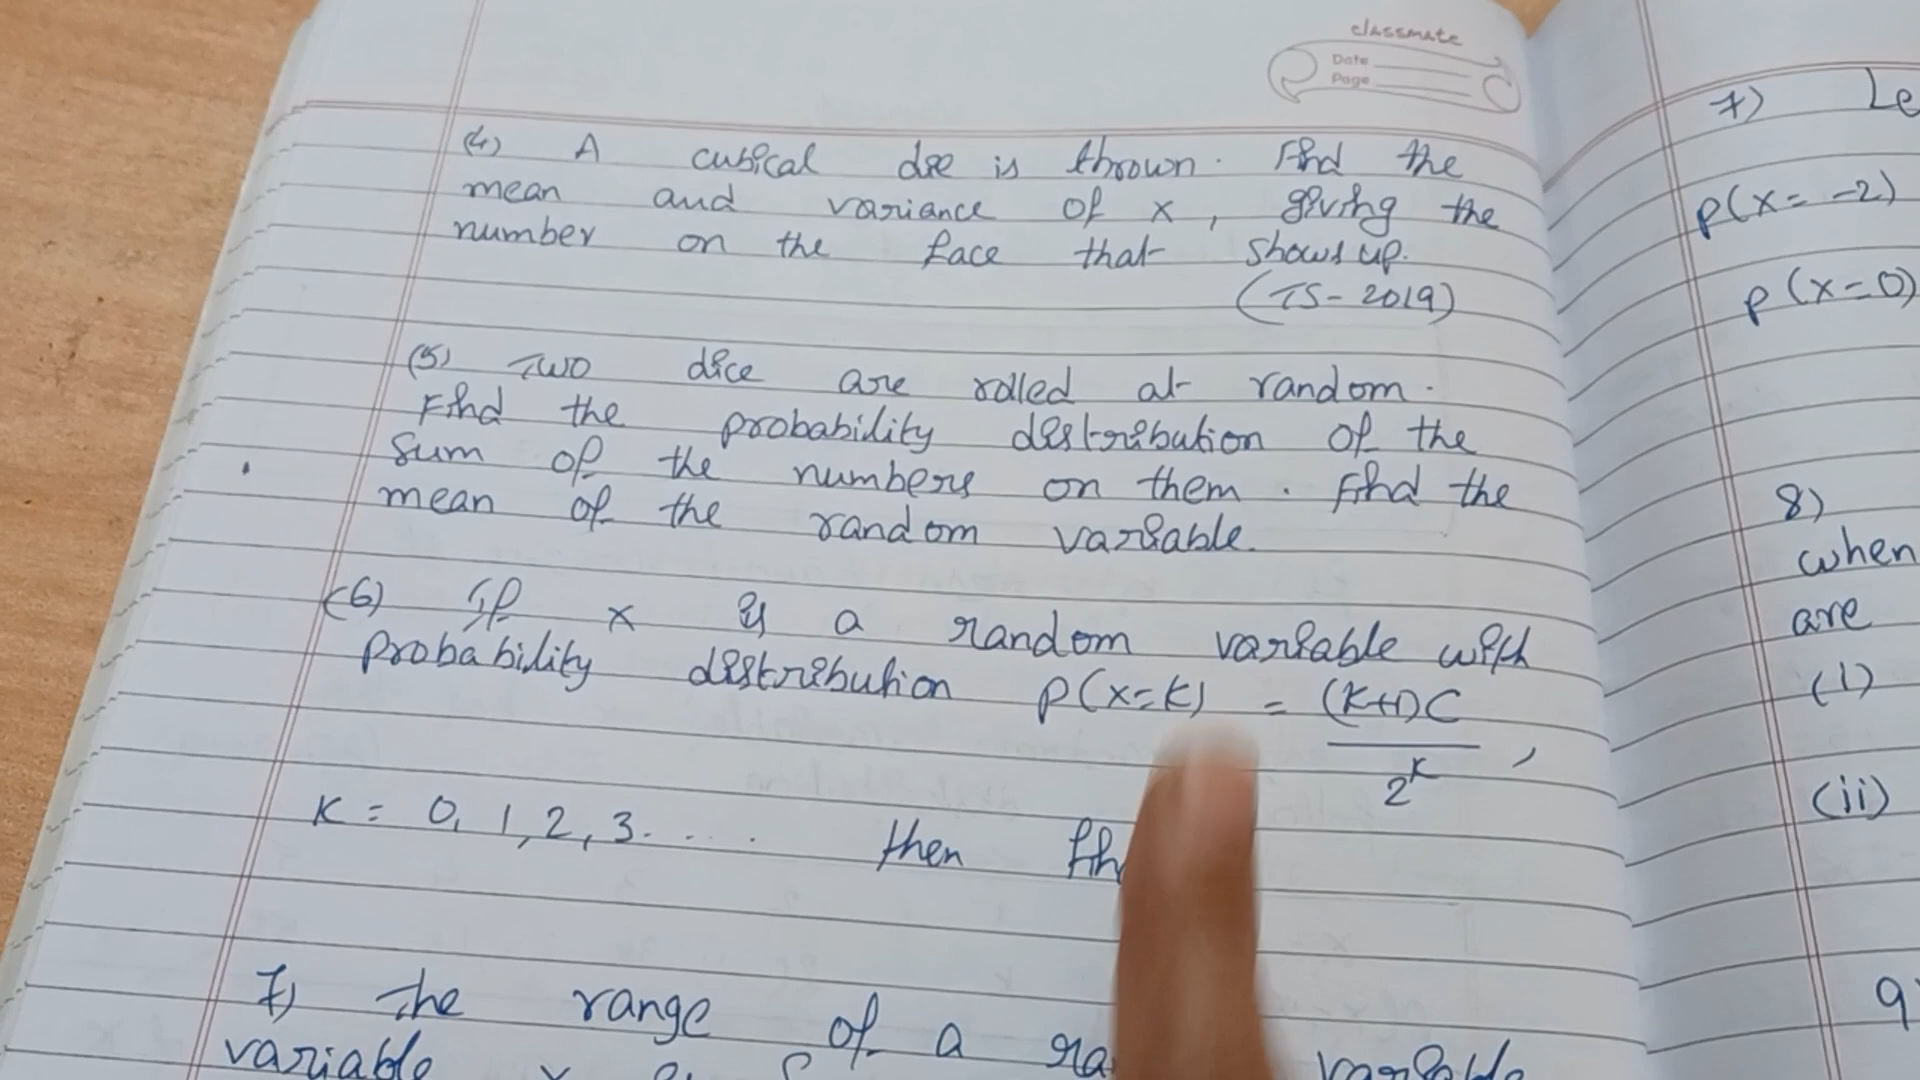 classmate
Date
Page
(4) A cubical die is thrown. Find the
mean and variance of x, giving the
number on the face that shows up.
(TS-2019)
(5) Two dice are rolled at random.
Find the probability distribution of the
sum of the numbers on them. Find the
mean of the random variable.
(6) If x is a random variable with
probability distribution P(x=k) = (k+1)C / 2^k,
K = 0, 1, 2, 3.... then
7) The range of a
variable x
variable
7) Le
P(x = -2)
P(x=0)
8)
when
are
(i)
(ii)
9